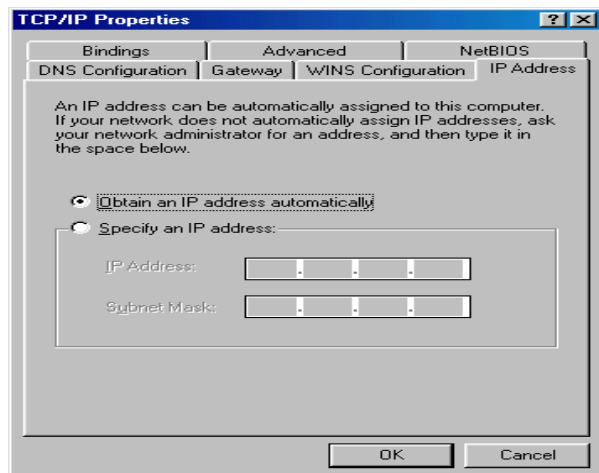 TCP/IP Properties
Bindings Advanced NetBIOS
DNS Configuration Gateway WINS Configuration IP Address
An IP address can be automatically assigned to this computer.
If your network does not automatically assign IP addresses, ask
your network administrator for an address, and then type it in
the space below.
Obtain an IP address automatically
Specify an IP address:
IP Address:
. . .
Subnet Mask:
. . .
OK Cancel